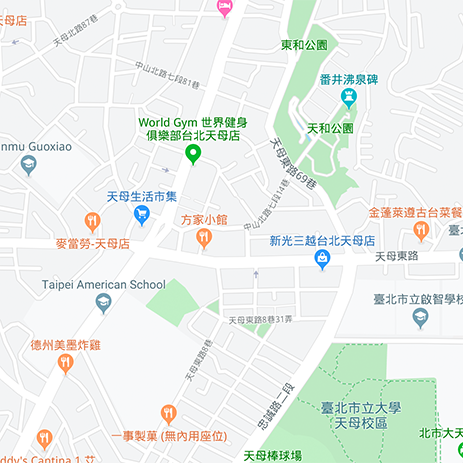 天母店
天母北路87巷
東和公園
中山北路七段81巷
番井沸泉碑
World Gym 世界健身
俱樂部台北天母店
天和公園
nmu Guoxiao
天母東路69巷
中山北路七段14巷
天母生活市集
方家小館
金蓬萊遵古台菜餐
麥當勞-天母店
新光三越台北天母店
天母東路
Taipei American School
臺北市立啟智學校
天母東路8巷31弄
天母東路8巷
德州美墨炸雞
忠誠路二段
臺北市立大學
天母校區
一事製菓 (無內用座位)
北市大天
天母棒球場
ddy's Cantina 1 艾